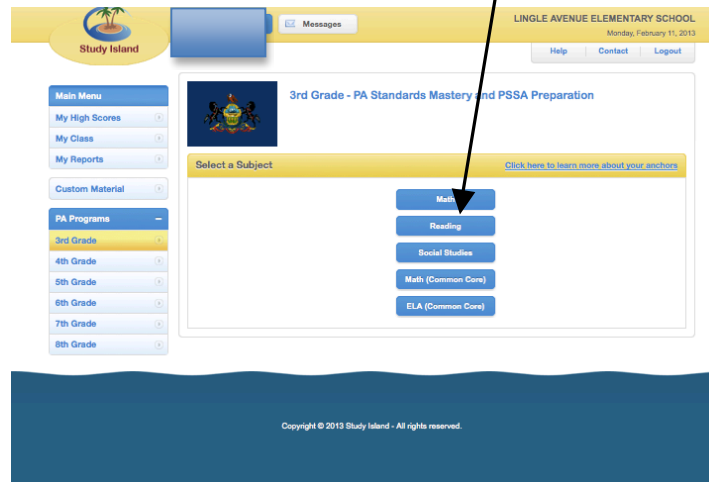 Study Island
Messages
LINGLE AVENUE ELEMENTARY SCHOOL
Monday, February 11, 2013
Help Contact Logout
Main Menu
My High Scores
My Class
My Reports
Custom Material
PA Programs
3rd Grade
4th Grade
5th Grade
6th Grade
7th Grade
8th Grade
3rd Grade - PA Standards Mastery and PSSA Preparation
Select a Subject
Click here to learn more about your anchors
Math
Reading
Social Studies
Math (Common Core)
ELA (Common Core)
Copyright © 2013 Study Island - All rights reserved.